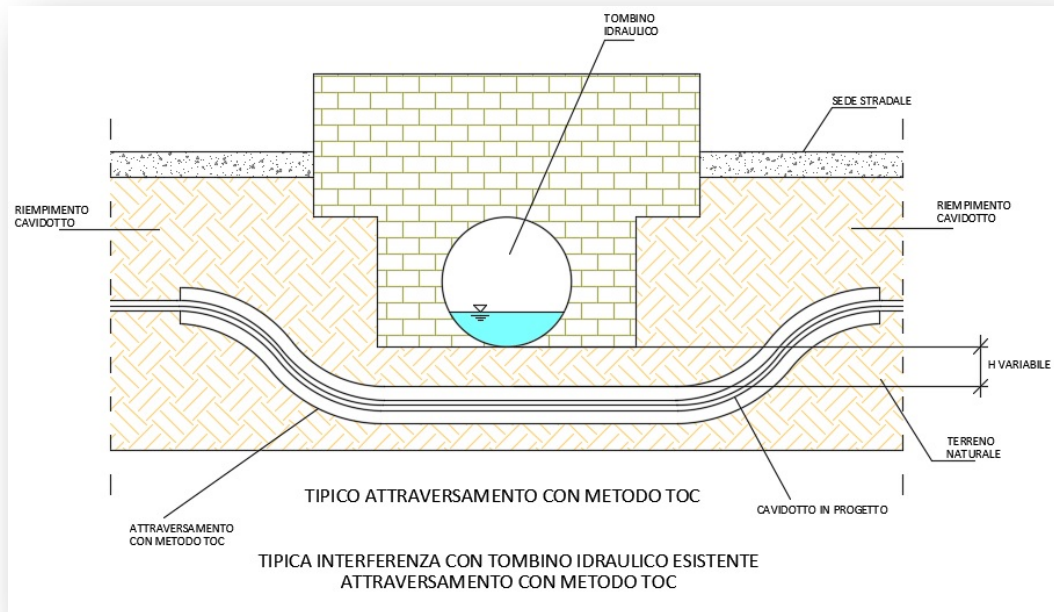 TOMBINO
IDRAULICO
SEDE STRADALE
RIEMPIMENTO
CAVIDOTTO
RIEMPIMENTO
CAVIDOTTO
H VARIABILE
TERRENO
NATURALE
TIPICO ATTRAVERSAMENTO CON METODO TOC
CAVIDOTTO IN PROGETTO
ATTRAVERSAMENTO
CON METODO TOC
TIPICA INTERFERENZA CON TOMBINO IDRAULICO ESISTENTE
ATTRAVERSAMENTO CON METODO TOC